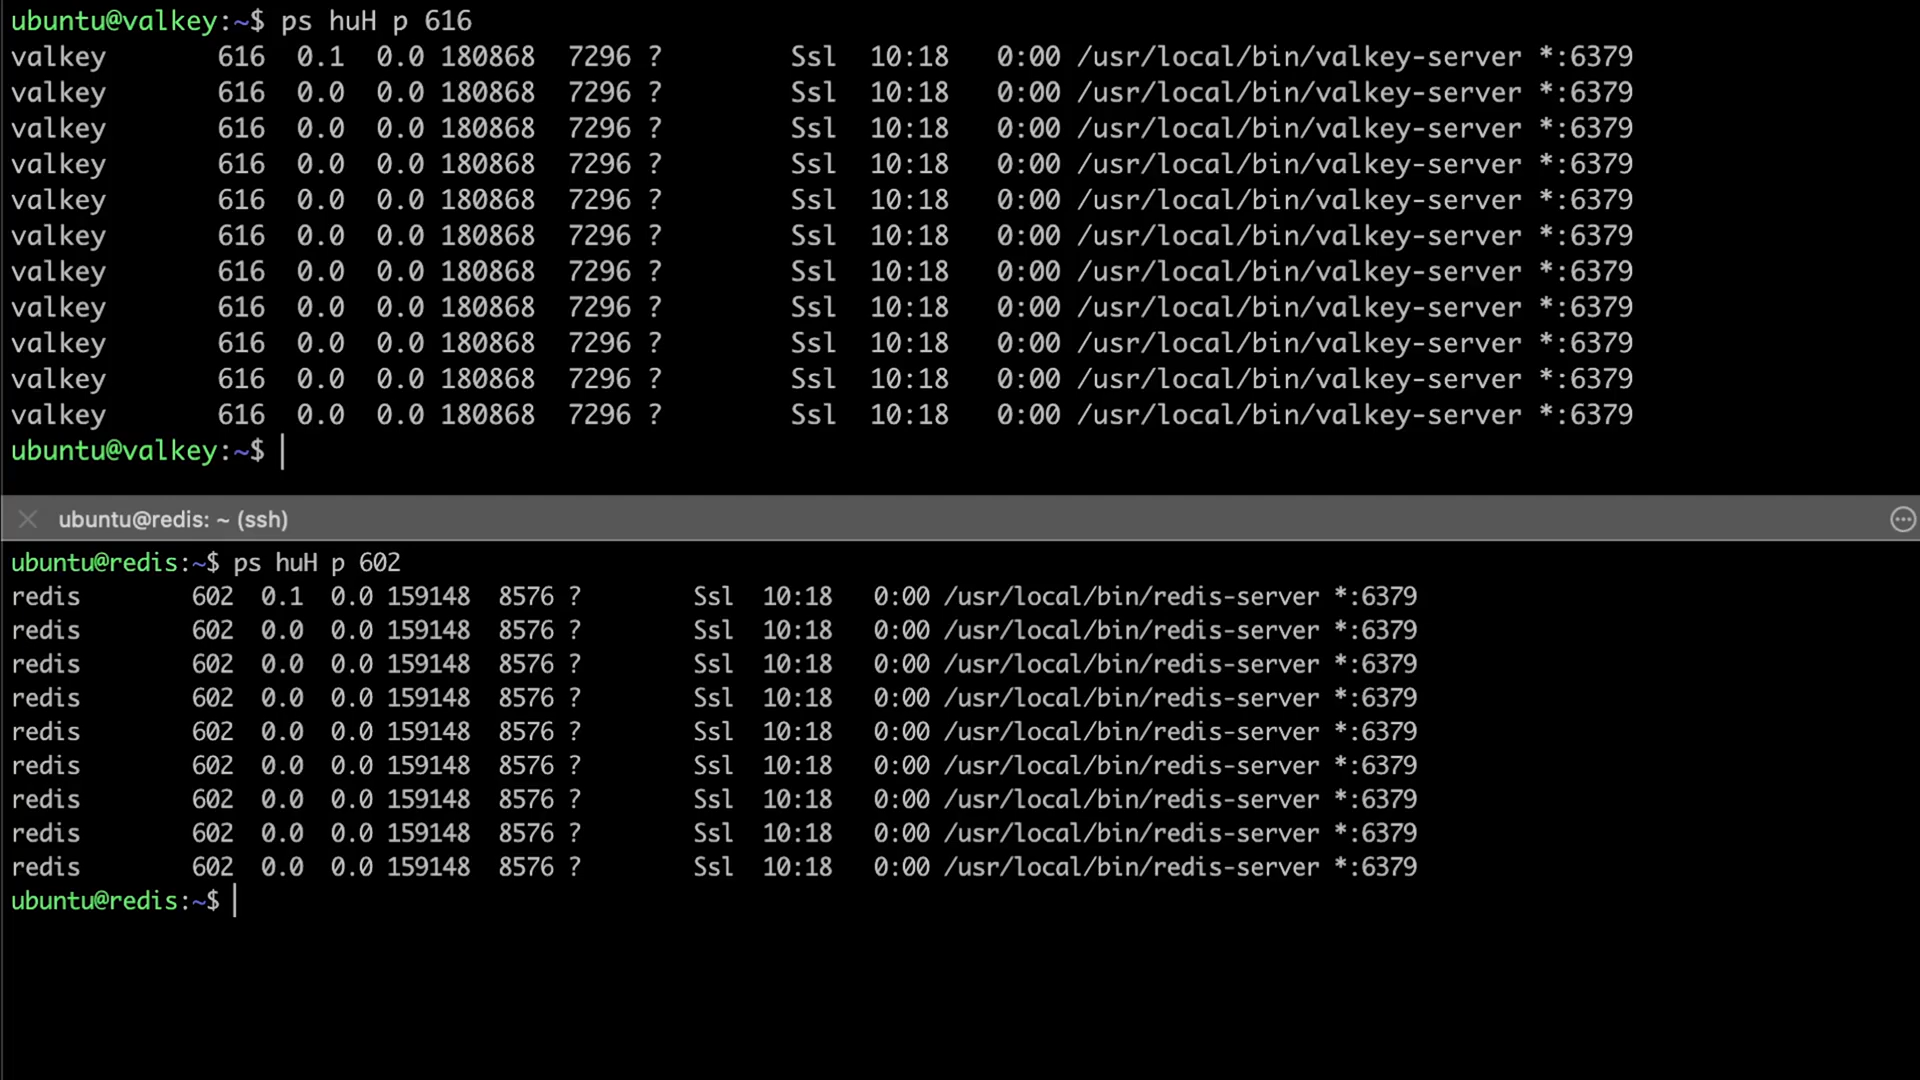 ubuntu@valkey:~$ ps huH p 616
valkey 616 0.1 0.0 180868 7296 ? Ssl 10:18 0:00 /usr/local/bin/valkey-server *:6379
valkey 616 0.0 0.0 180868 7296 ? Ssl 10:18 0:00 /usr/local/bin/valkey-server *:6379
valkey 616 0.0 0.0 180868 7296 ? Ssl 10:18 0:00 /usr/local/bin/valkey-server *:6379
valkey 616 0.0 0.0 180868 7296 ? Ssl 10:18 0:00 /usr/local/bin/valkey-server *:6379
valkey 616 0.0 0.0 180868 7296 ? Ssl 10:18 0:00 /usr/local/bin/valkey-server *:6379
valkey 616 0.0 0.0 180868 7296 ? Ssl 10:18 0:00 /usr/local/bin/valkey-server *:6379
valkey 616 0.0 0.0 180868 7296 ? Ssl 10:18 0:00 /usr/local/bin/valkey-server *:6379
valkey 616 0.0 0.0 180868 7296 ? Ssl 10:18 0:00 /usr/local/bin/valkey-server *:6379
valkey 616 0.0 0.0 180868 7296 ? Ssl 10:18 0:00 /usr/local/bin/valkey-server *:6379
valkey 616 0.0 0.0 180868 7296 ? Ssl 10:18 0:00 /usr/local/bin/valkey-server *:6379
valkey 616 0.0 0.0 180868 7296 ? Ssl 10:18 0:00 /usr/local/bin/valkey-server *:6379
ubuntu@valkey:~$
ubuntu@redis: ~ (ssh)
ubuntu@redis:~$ ps huH p 602
redis 602 0.1 0.0 159148 8576 ? Ssl 10:18 0:00 /usr/local/bin/redis-server *:6379
redis 602 0.0 0.0 159148 8576 ? Ssl 10:18 0:00 /usr/local/bin/redis-server *:6379
redis 602 0.0 0.0 159148 8576 ? Ssl 10:18 0:00 /usr/local/bin/redis-server *:6379
redis 602 0.0 0.0 159148 8576 ? Ssl 10:18 0:00 /usr/local/bin/redis-server *:6379
redis 602 0.0 0.0 159148 8576 ? Ssl 10:18 0:00 /usr/local/bin/redis-server *:6379
redis 602 0.0 0.0 159148 8576 ? Ssl 10:18 0:00 /usr/local/bin/redis-server *:6379
redis 602 0.0 0.0 159148 8576 ? Ssl 10:18 0:00 /usr/local/bin/redis-server *:6379
redis 602 0.0 0.0 159148 8576 ? Ssl 10:18 0:00 /usr/local/bin/redis-server *:6379
redis 602 0.0 0.0 159148 8576 ? Ssl 10:18 0:00 /usr/local/bin/redis-server *:6379
ubuntu@redis:~$